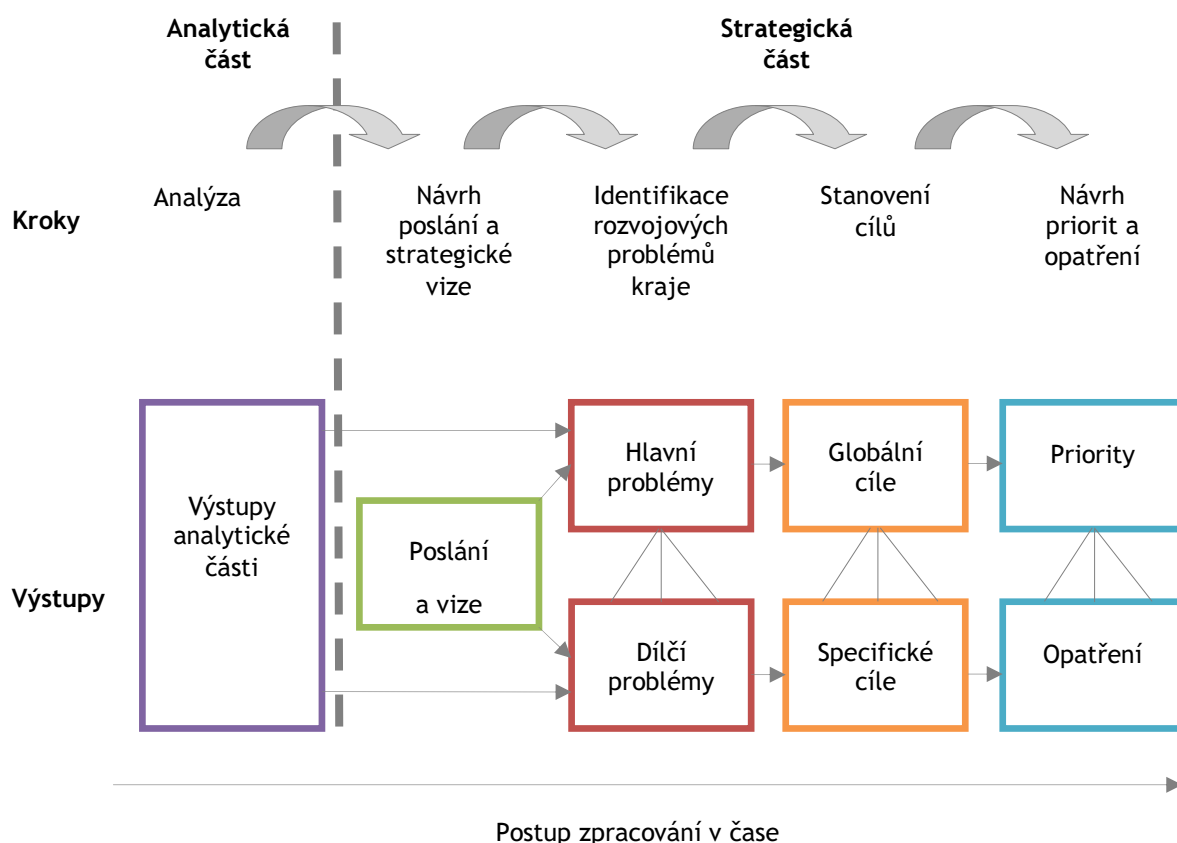 Analytická
část
Strategická
část
Kroky
Analýza
Návrh
poslání a
strategické
vize
Identifikace
rozvojových
problémů
kraje
Stanovení
cílů
Návrh
priorit a
opatření
Výstupy
Výstupy
analytické
části
Poslání
a vize
Hlavní
problémy
Globální
cíle
Priority
Dílčí
problémy
Specifické
cíle
Opatření
Postup zpracování v čase